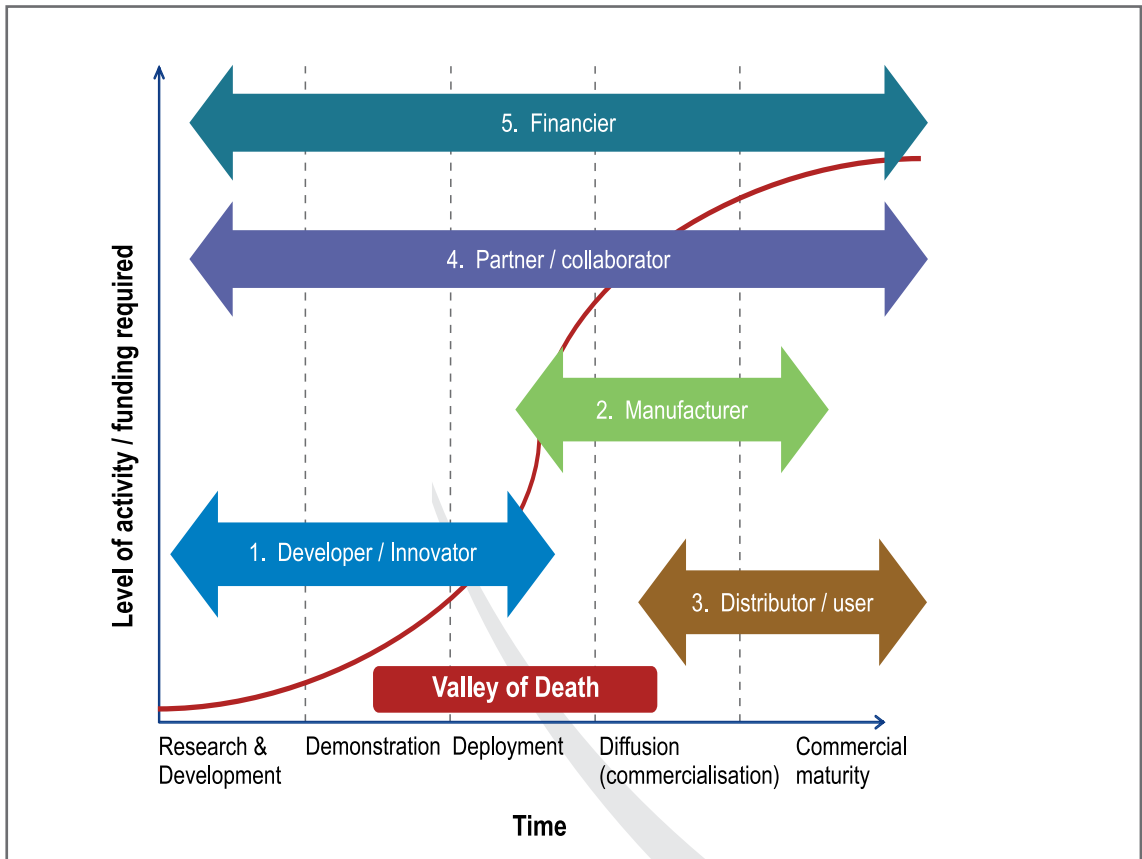 5. Financier
4. Partner / collaborator
2. Manufacturer
1. Developer / Innovator
3. Distributor / user
Valley of Death
Level of activity / funding required
Research &
Development
Demonstration
Deployment
Diffusion
(commercialisation)
Commercial
maturity
Time